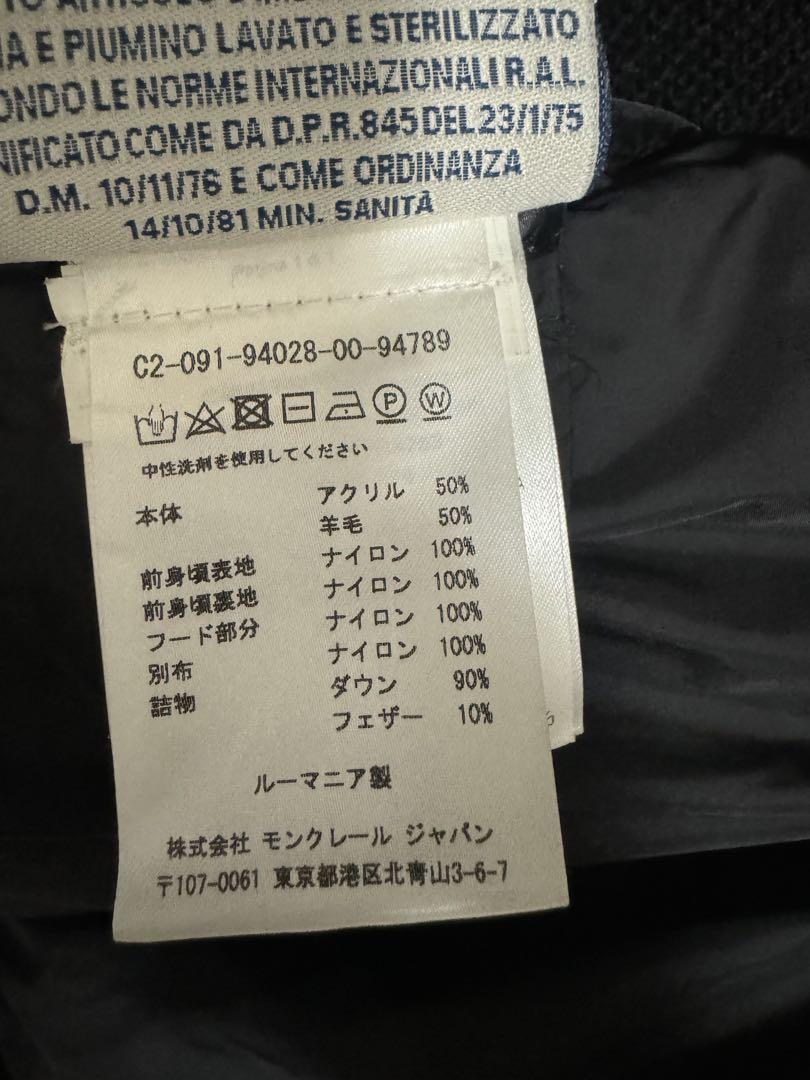 E PIUMINO LAVATO E STERILIZZATO
LE NORME INTERNAZIONALI R.A.L.
COME DA D.P.R.845 DEL 23/1/75
D.M. 10/11/76 E COME ORDINANZA
14/10/81 MIN. SANITÀ
C2-091-94028-00-94789
P W
中性洗剤を使用してください
本体 アクリル 50%
羊毛 50%
前身頃表地 ナイロン 100%
前身頃裏地 ナイロン 100%
フード部分 ナイロン 100%
別布 ナイロン 100%
詰物 ダウン 90%
フェザー 10%
ルーマニア製
株式会社 モンクレール ジャパン
〒107-0061 東京都港区北青山3-6-7